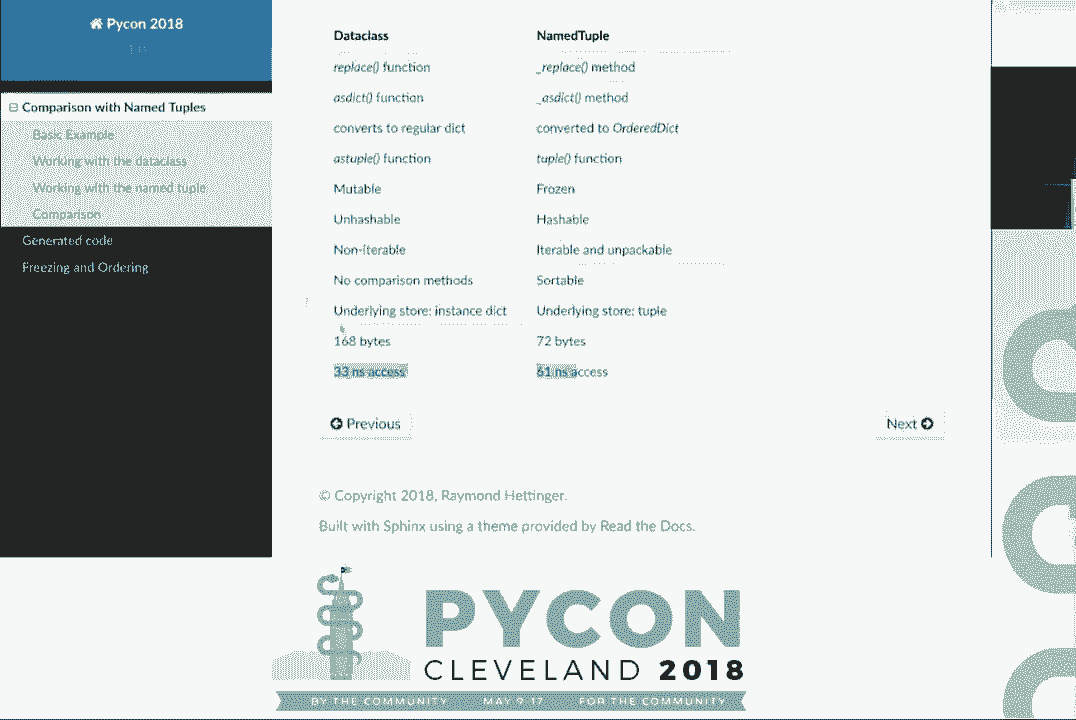 Pycon 2018
Comparison with Named Tuples
Basic Example
Working with the dataclass
Working with the named tuple
Comparison
Generated code
Freezing and Ordering
Dataclass NamedTuple
replace() function _replace() method
asdict() function _asdict() method
converts to regular dict converted to OrderedDict
astuple() function tuple() function
Mutable Frozen
Unhashable Hashable
Non-iterable Iterable and unpackable
No comparison methods Sortable
Underlying store: instance dict Underlying store: tuple
168 bytes 72 bytes
33 ns access 61 ns access
Previous Next
© Copyright 2018, Raymond Hettinger.
Built with Sphinx using a theme provided by Read the Docs.
PYCON
CLEVELAND 2018
BY THE COMMUNITY MAY 9-17 FOR THE COMMUNITY